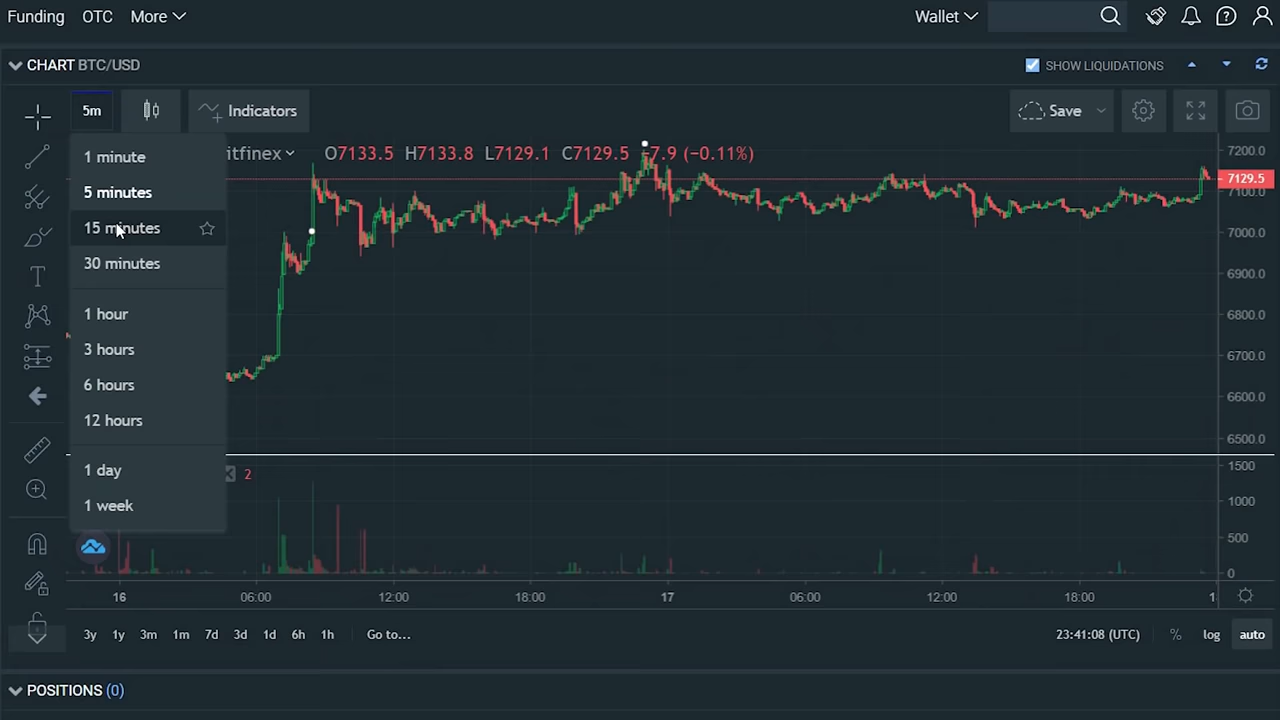 Funding OTC More Wallet
CHART BTC/USD SHOW LIQUIDATIONS
5m Indicators Save
1 minute
5 minutes
15 minutes
30 minutes
1 hour
3 hours
6 hours
12 hours
1 day
1 week
itfinex O7133.5 H7133.8 L7129.1 C7129.5 −7.9 (−0.11%)
7200.0
7129.5
7100.0
7000.0
6900.0
6800.0
6700.0
6600.0
6500.0
2
1500
1000
500
0
16 06:00 12:00 18:00 17 06:00 12:00 18:00 1
3y 1y 3m 1m 7d 3d 1d 6h 1h Go to... 23:41:08 (UTC) % log auto
POSITIONS (0)